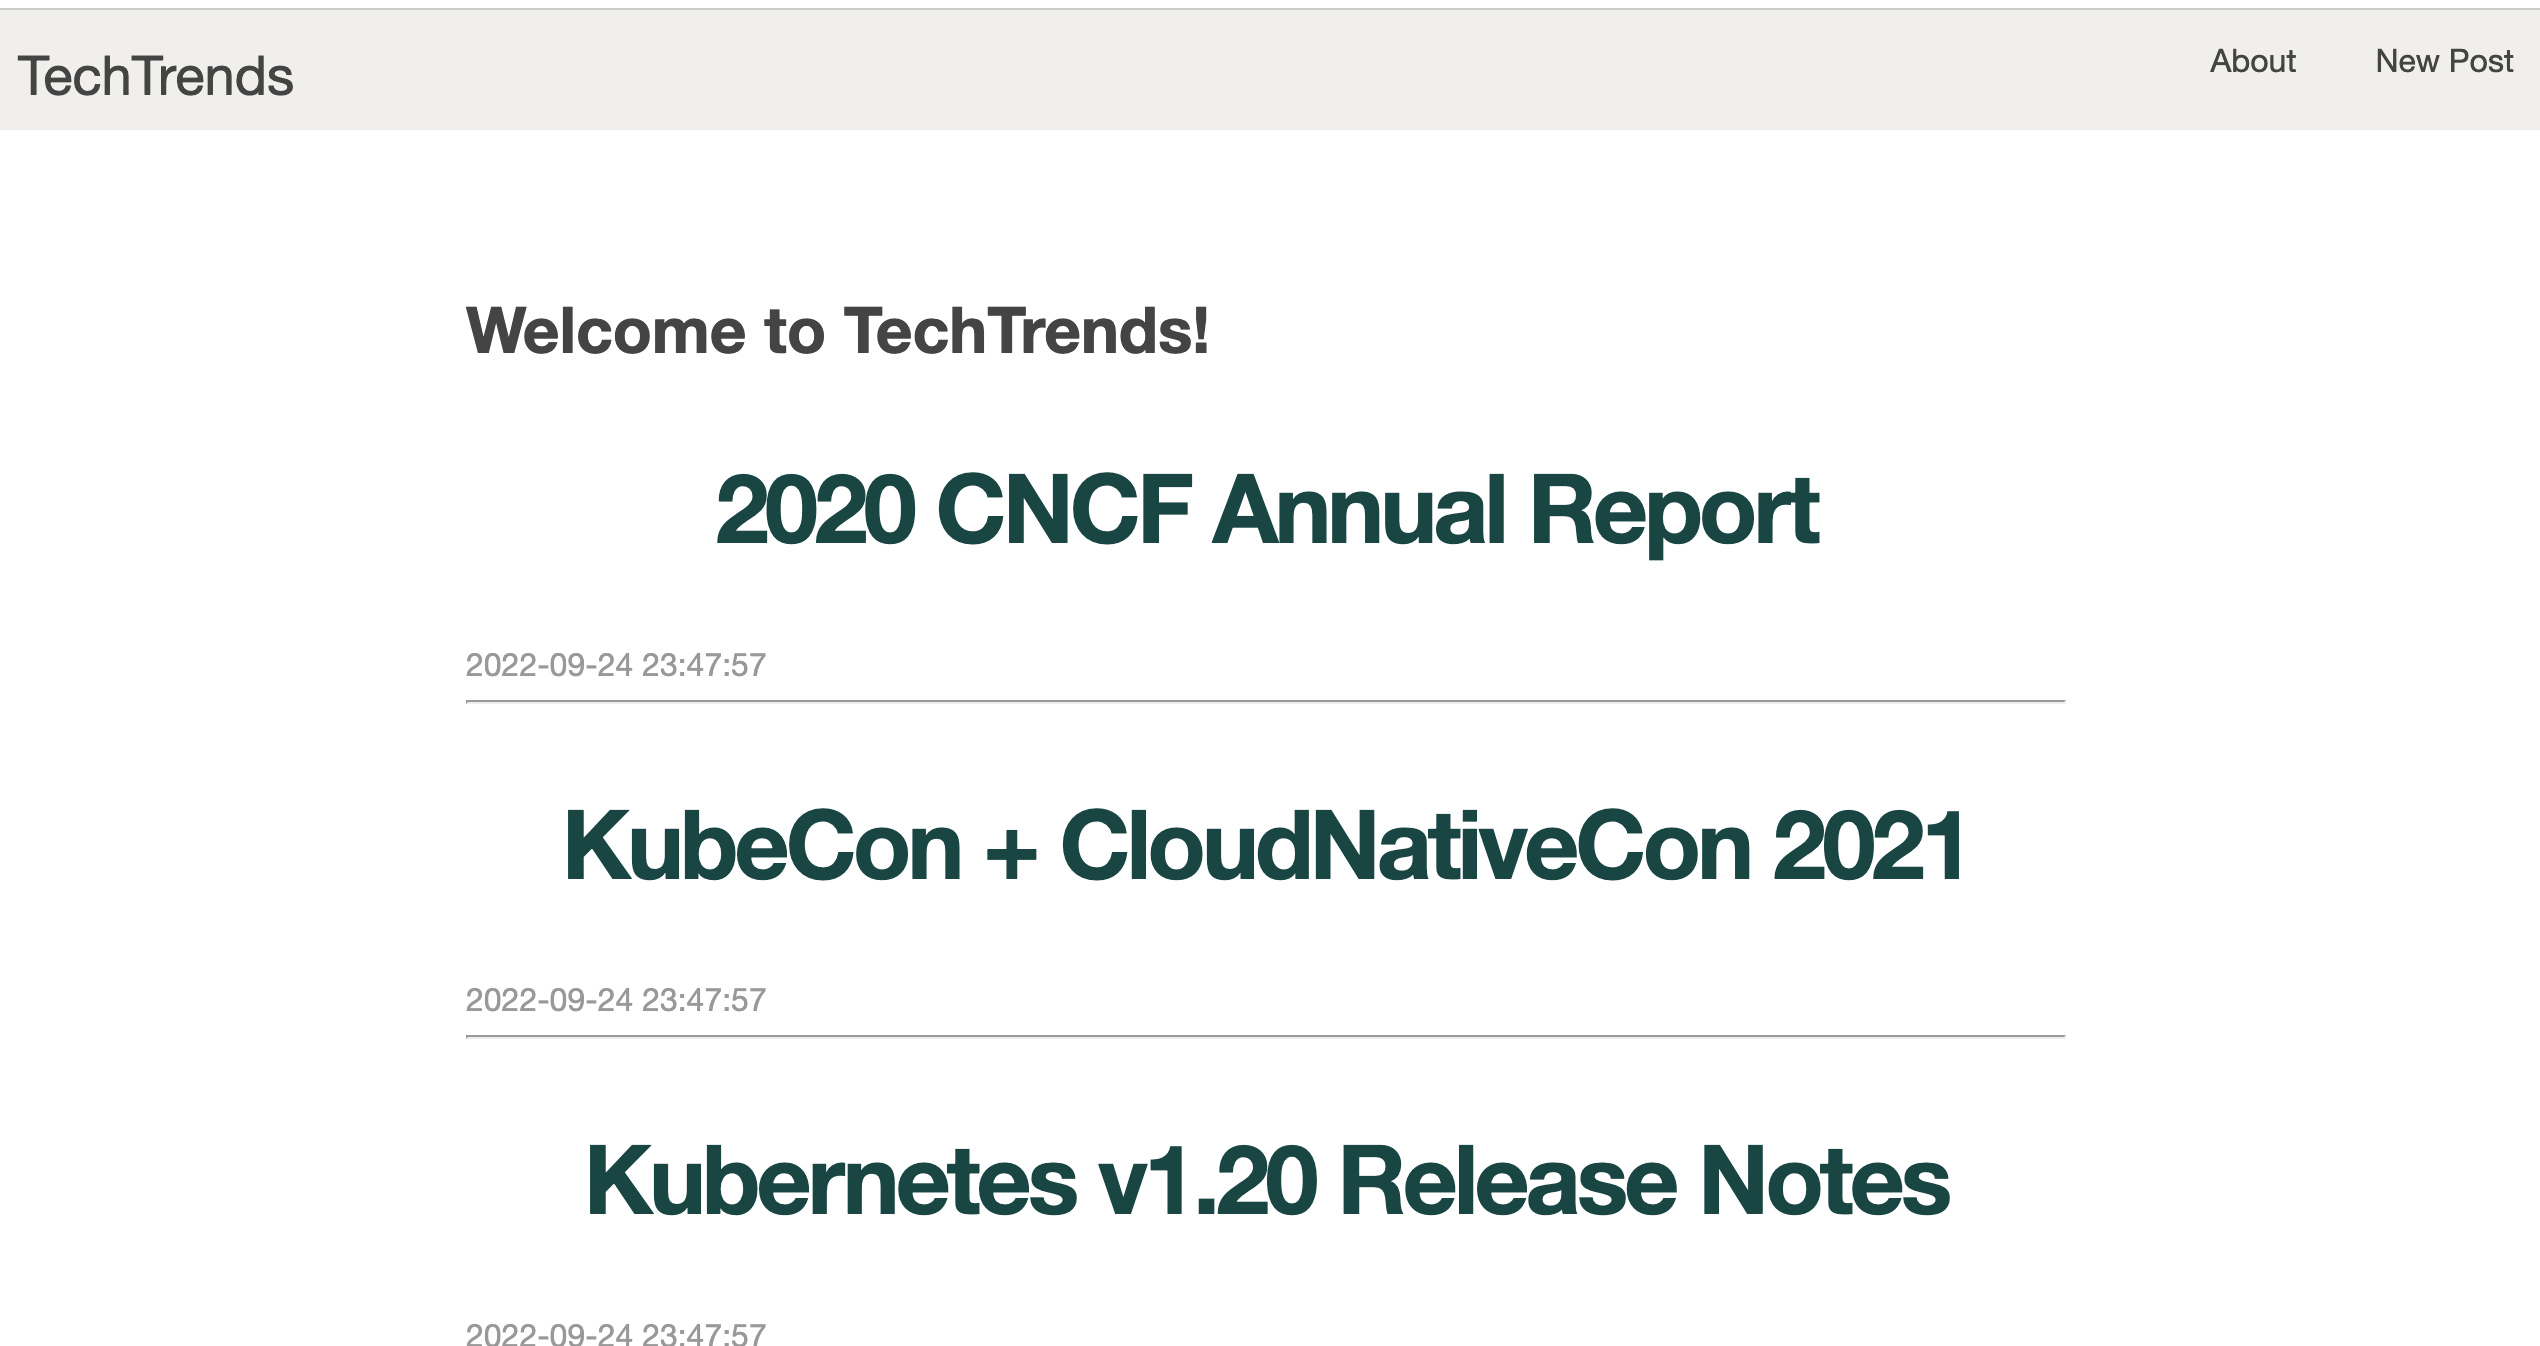 TechTrends
About
New Post
Welcome to TechTrends!
2020 CNCF Annual Report
2022-09-24 23:47:57
KubeCon + CloudNativeCon 2021
2022-09-24 23:47:57
Kubernetes v1.20 Release Notes
2022-09-24 23:47:57